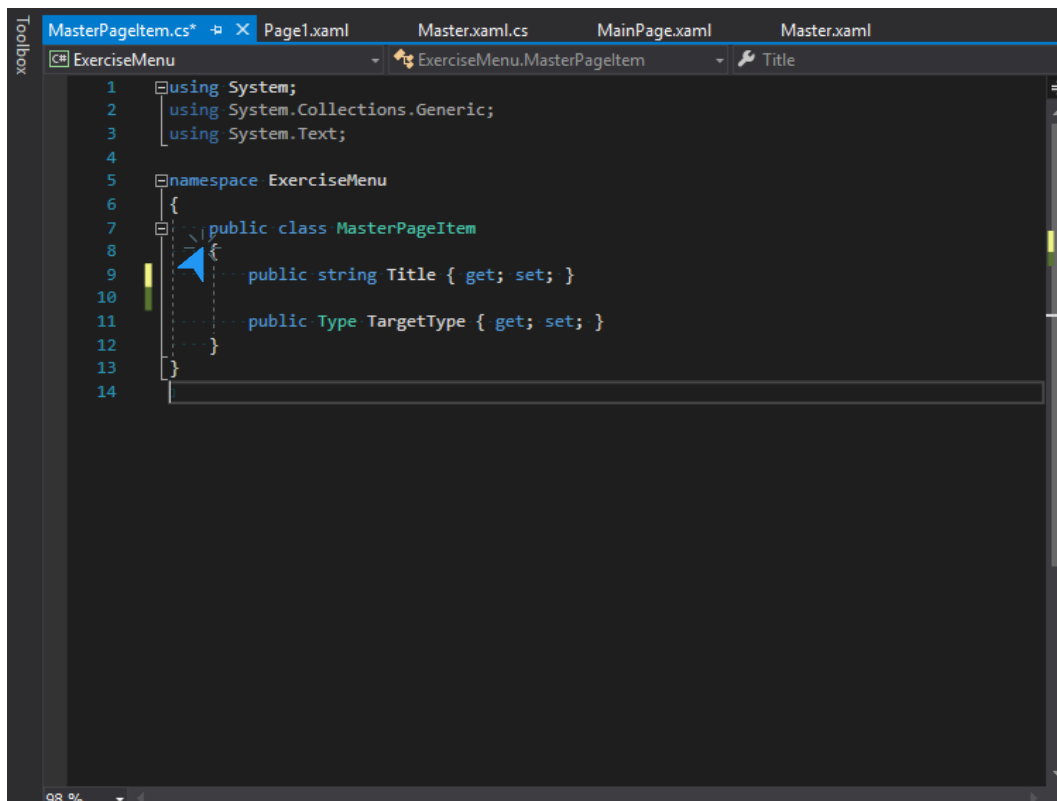 Toolbox
MasterPageItem.cs* Page1.xaml Master.xaml.cs MainPage.xaml Master.xaml
C# ExerciseMenu ExerciseMenu.MasterPageItem Title
1 using System;
2 using System.Collections.Generic;
3 using System.Text;
4
5 namespace ExerciseMenu
6 {
7 public class MasterPageItem
8 {
9 public string Title { get; set; }
10
11 public Type TargetType { get; set; }
12 }
13 }
14
98 %